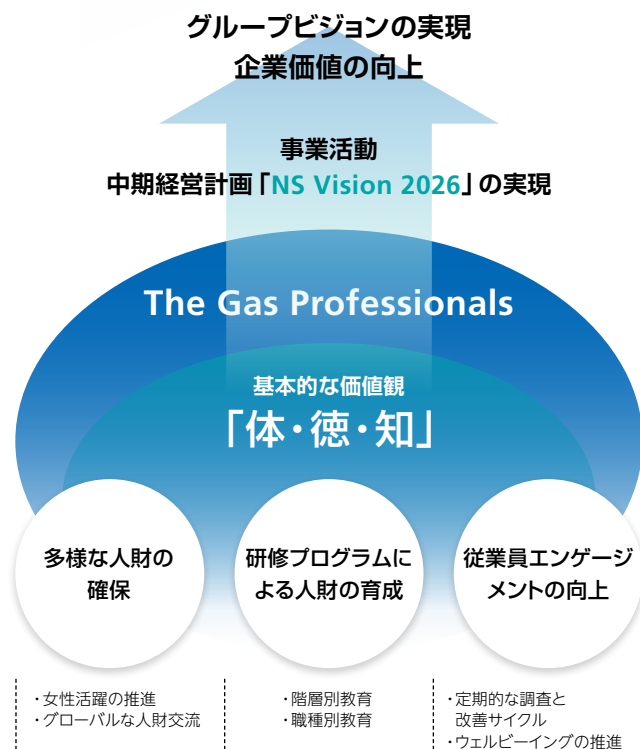 グループビジョンの実現
企業価値の向上
事業活動
中期経営計画「NS Vision 2026」の実現
The Gas Professionals
基本的な価値観
「体・徳・知」
多様な人財の
確保
研修プログラムに
よる人財の育成
従業員エンゲージ
メントの向上
・女性活躍の推進
・グローバルな人財交流
・階層別教育
・職種別教育
・定期的な調査と
改善サイクル
・ウェルビーイングの推進